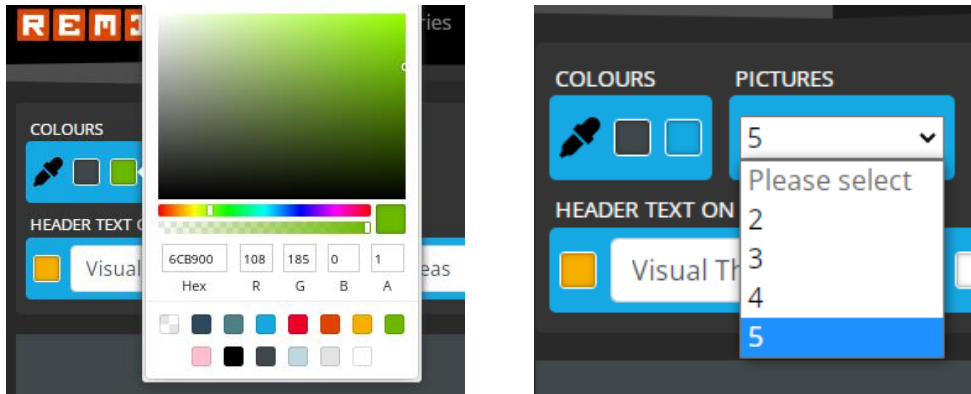 REM
ries
COLOURS
HEADER TEXT
Visual
eas
6CB900 108 185 0 1
Hex R G B A
COLOURS PICTURES
5
Please select
2
HEADER TEXT ON
3
Visual Th
4
5